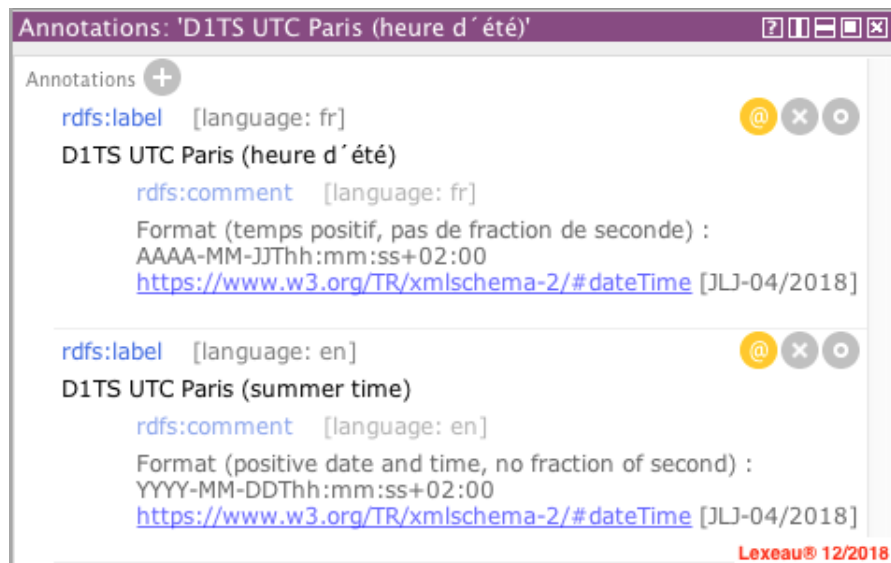 Annotations: 'D1TS UTC Paris (heure d´été)'
Annotations
rdfs:label [language: fr]
D1TS UTC Paris (heure d´été)
rdfs:comment [language: fr]
Format (temps positif, pas de fraction de seconde) :
AAAA-MM-JJThh:mm:ss+02:00
https://www.w3.org/TR/xmlschema-2/#dateTime [JLJ-04/2018]
rdfs:label [language: en]
D1TS UTC Paris (summer time)
rdfs:comment [language: en]
Format (positive date and time, no fraction of second) :
YYYY-MM-DDThh:mm:ss+02:00
https://www.w3.org/TR/xmlschema-2/#dateTime [JLJ-04/2018]
Lexeau® 12/2018